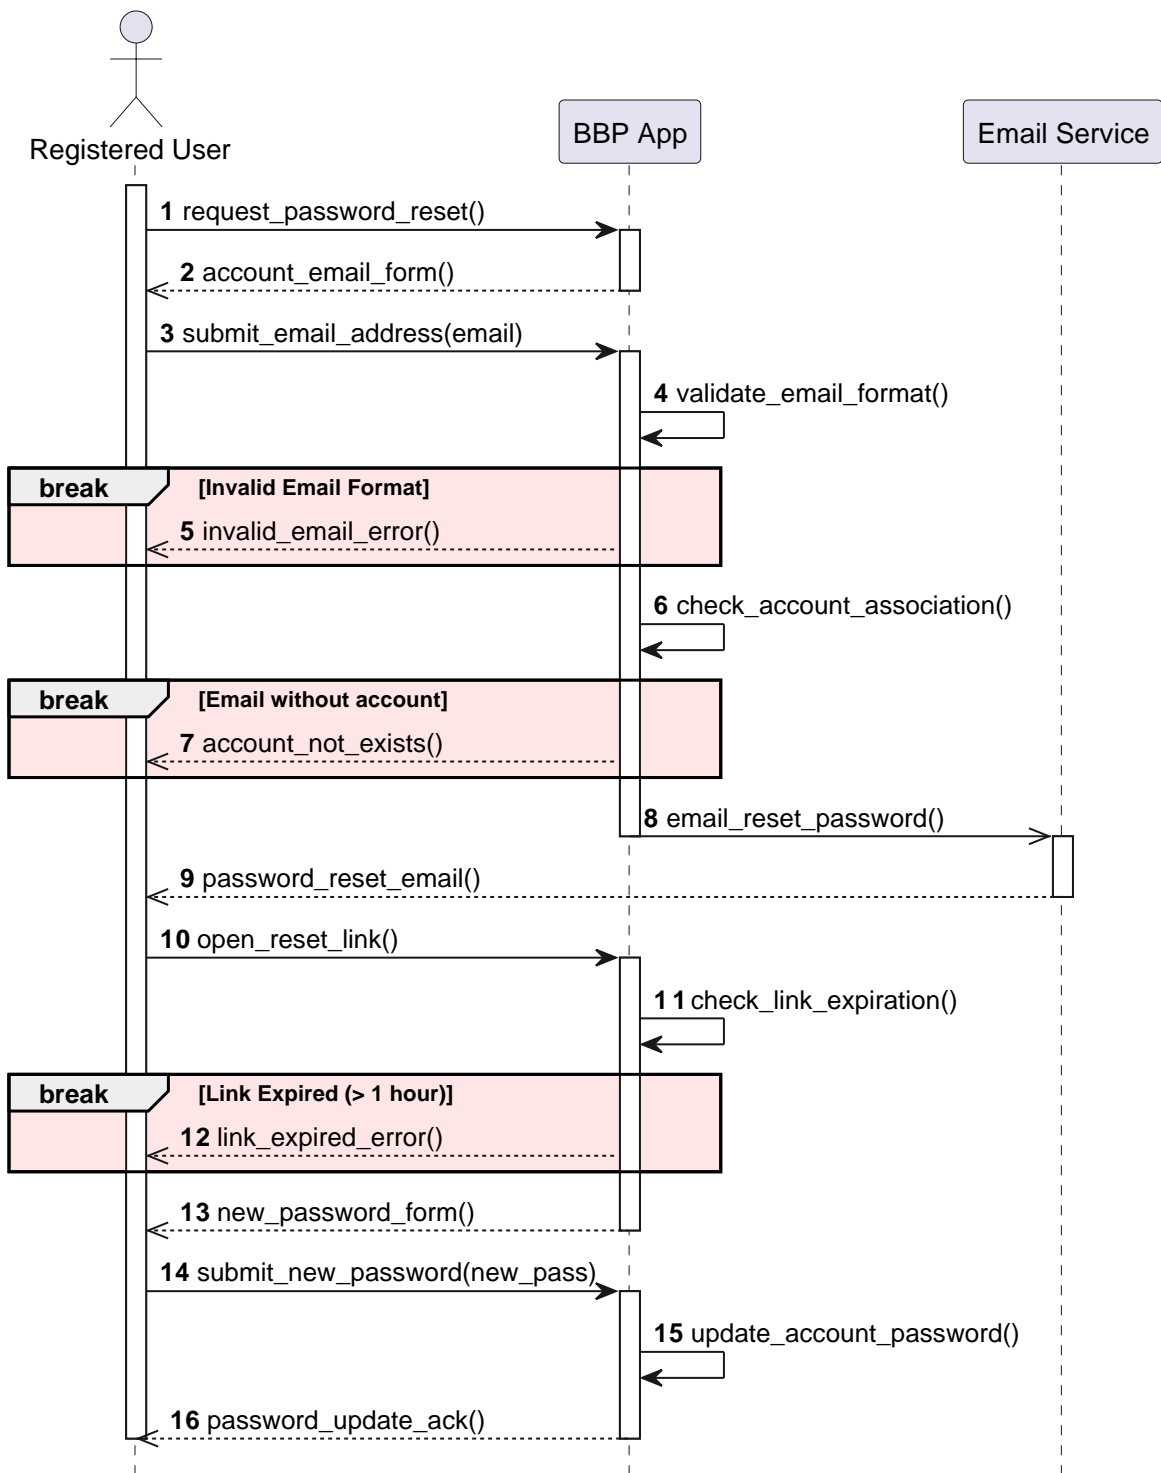 Registered User
BBP App
Email Service
1 request_password_reset()
2 account_email_form()
3 submit_email_address(email)
4 validate_email_format()
break [Invalid Email Format]
5 invalid_email_error()
6 check_account_association()
break [Email without account]
7 account_not_exists()
8 email_reset_password()
9 password_reset_email()
10 open_reset_link()
11 check_link_expiration()
break [Link Expired (> 1 hour)]
12 link_expired_error()
13 new_password_form()
14 submit_new_password(new_pass)
15 update_account_password()
16 password_update_ack()